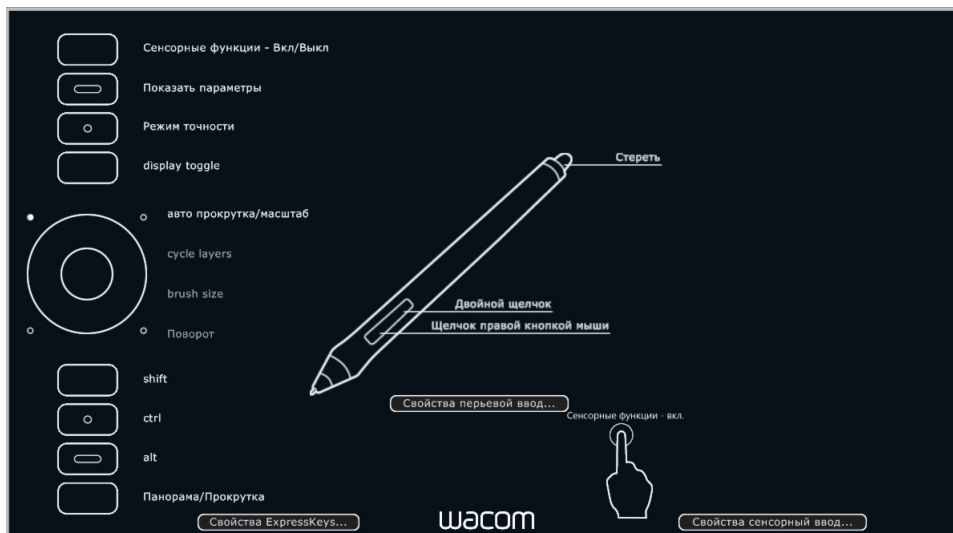 Сенсорные функции - Вкл/Выкл
Показать параметры
Режим точности
display toggle
Стереть
авто прокрутка/масштаб
cycle layers
brush size
Поворот
Двойной щелчок
Щелчок правой кнопкой мыши
shift
ctrl
alt
Панорама/Прокрутка
Свойства перьевой ввод...
Сенсорные функции - вкл.
Свойства ExpressKeys...
wacom
Свойства сенсорный ввод...